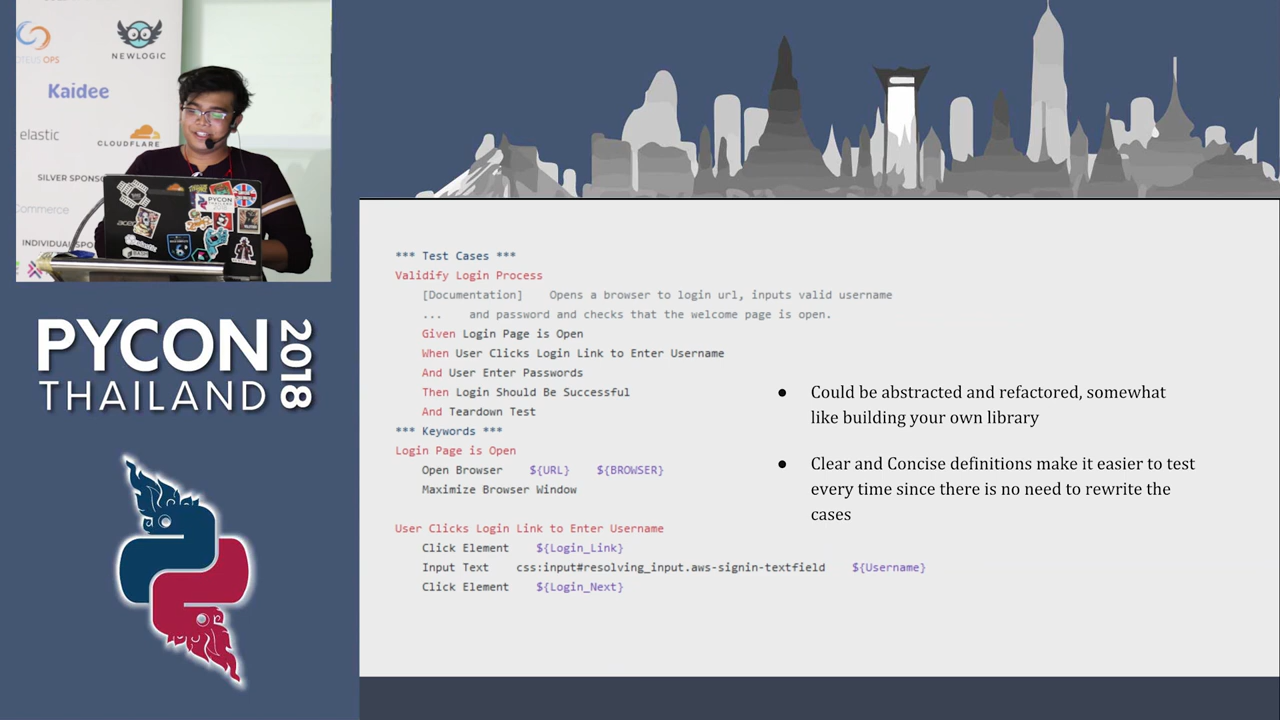 OPS
NEWLOGIC
Kaidee
elastic
CLOUDFLARE
SILVER SPONSO
ommerce
INDIVIDUAL SPO
acer
PYCON
THAILAND
PYCON 2018
THAILAND
*** Test Cases ***
Validify Login Process
[Documentation]    Opens a browser to login url, inputs valid username
...    and password and checks that the welcome page is open.
Given Login Page is Open
When User Clicks Login Link to Enter Username
And User Enter Passwords
Then Login Should Be Successful
And Teardown Test
*** Keywords ***
Login Page is Open
Open Browser    ${URL}    ${BROWSER}
Maximize Browser Window
User Clicks Login Link to Enter Username
Click Element    ${Login_Link}
Input Text    css:input#resolving_input.aws-signin-textfield    ${Username}
Click Element    ${Login_Next}
● Could be abstracted and refactored, somewhat
like building your own library
● Clear and Concise definitions make it easier to test
every time since there is no need to rewrite the
cases